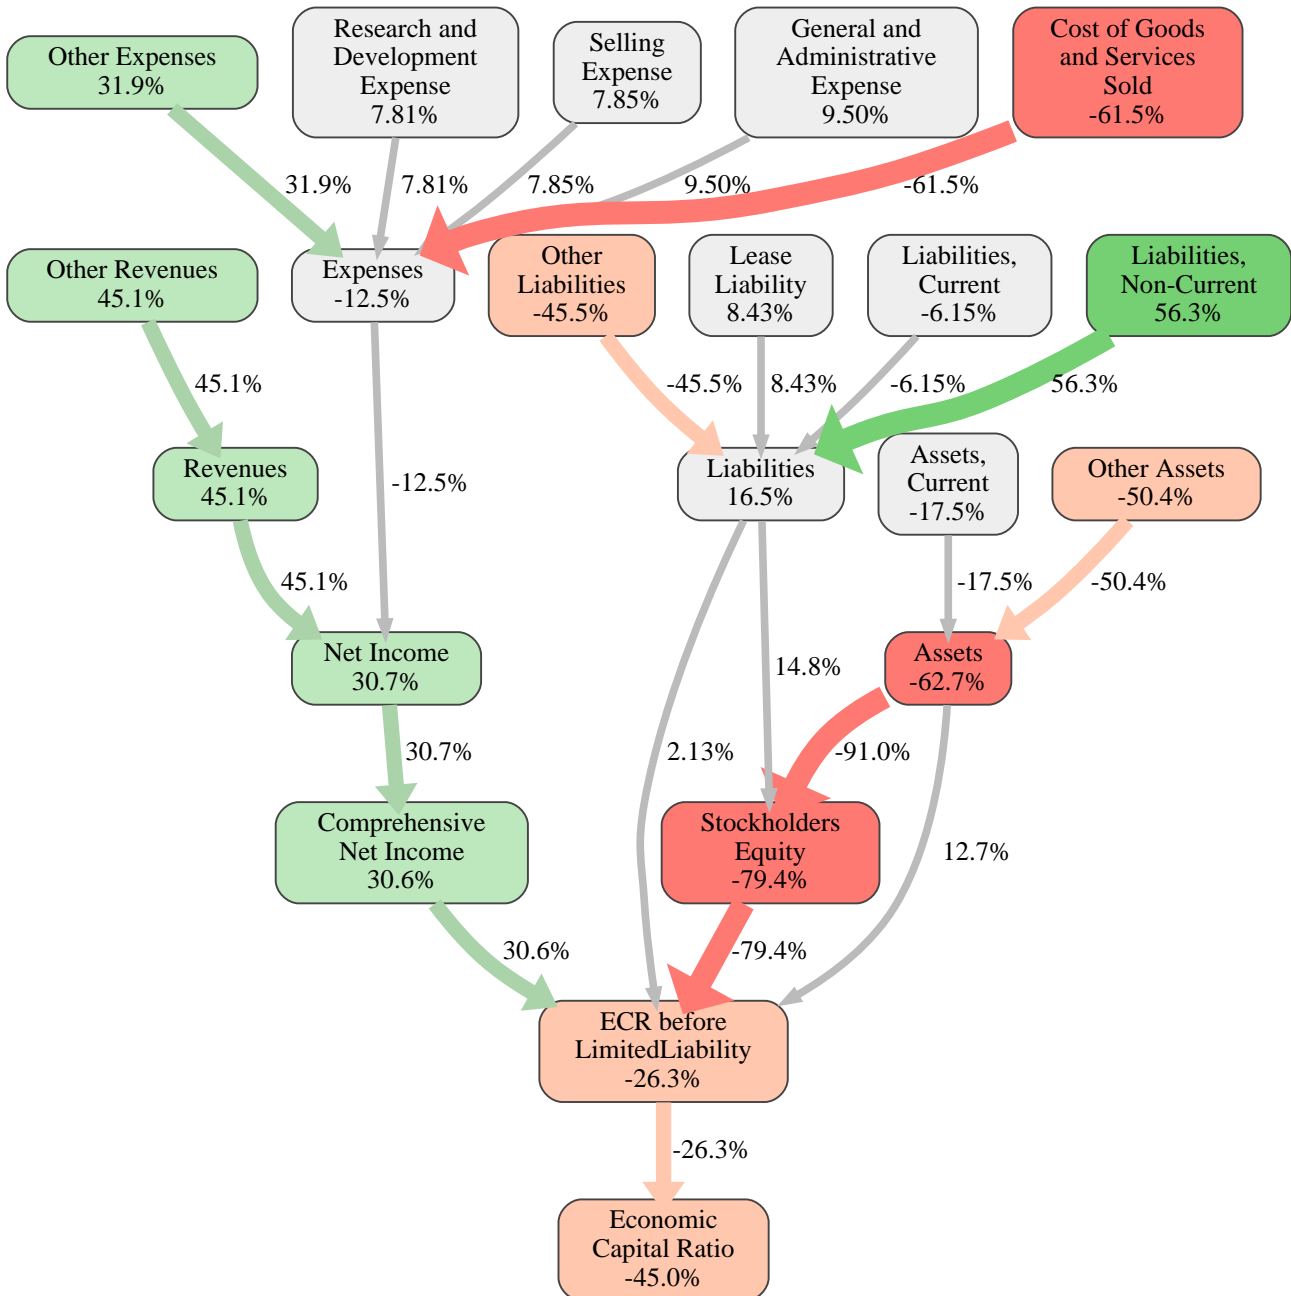 Other Expenses
31.9%
Research and
Development
Expense
7.81%
Selling
Expense
7.85%
General and
Administrative
Expense
9.50%
Cost of Goods
and Services
Sold
-61.5%
31.9%
7.81%
7.85%
9.50%
-61.5%
Other Revenues
45.1%
Expenses
-12.5%
Other
Liabilities
-45.5%
Lease
Liability
8.43%
Liabilities,
Current
-6.15%
Liabilities,
Non-Current
56.3%
45.1%
-45.5%
8.43%
-6.15%
56.3%
Revenues
45.1%
-12.5%
Liabilities
16.5%
Assets,
Current
-17.5%
Other Assets
-50.4%
45.1%
-17.5%
-50.4%
Net Income
30.7%
14.8%
Assets
-62.7%
30.7%
2.13%
-91.0%
Comprehensive
Net Income
30.6%
Stockholders
Equity
-79.4%
12.7%
30.6%
-79.4%
ECR before
LimitedLiability
-26.3%
-26.3%
Economic
Capital Ratio
-45.0%